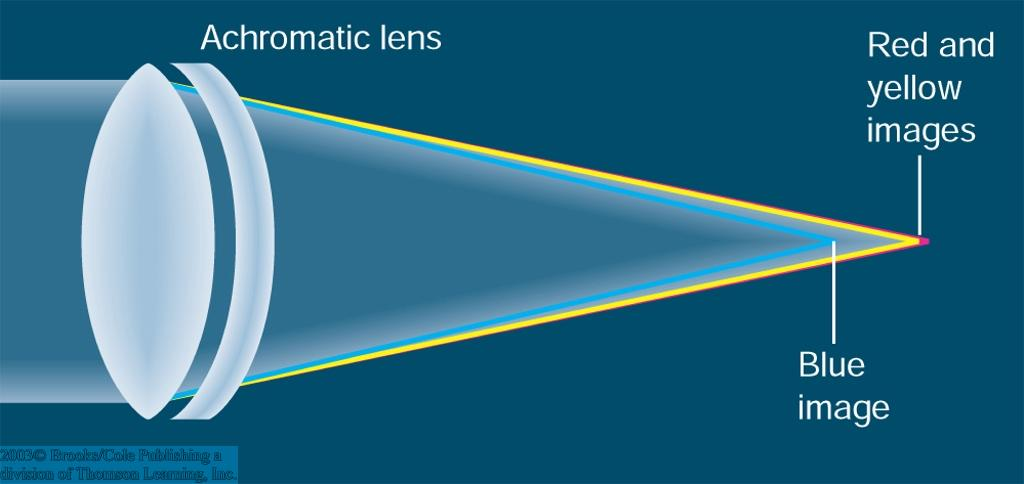 Achromatic lens
Red and
yellow
images
Blue
image
2003© Brooks/Cole Publishing a
division of Thomson Learning, Inc.